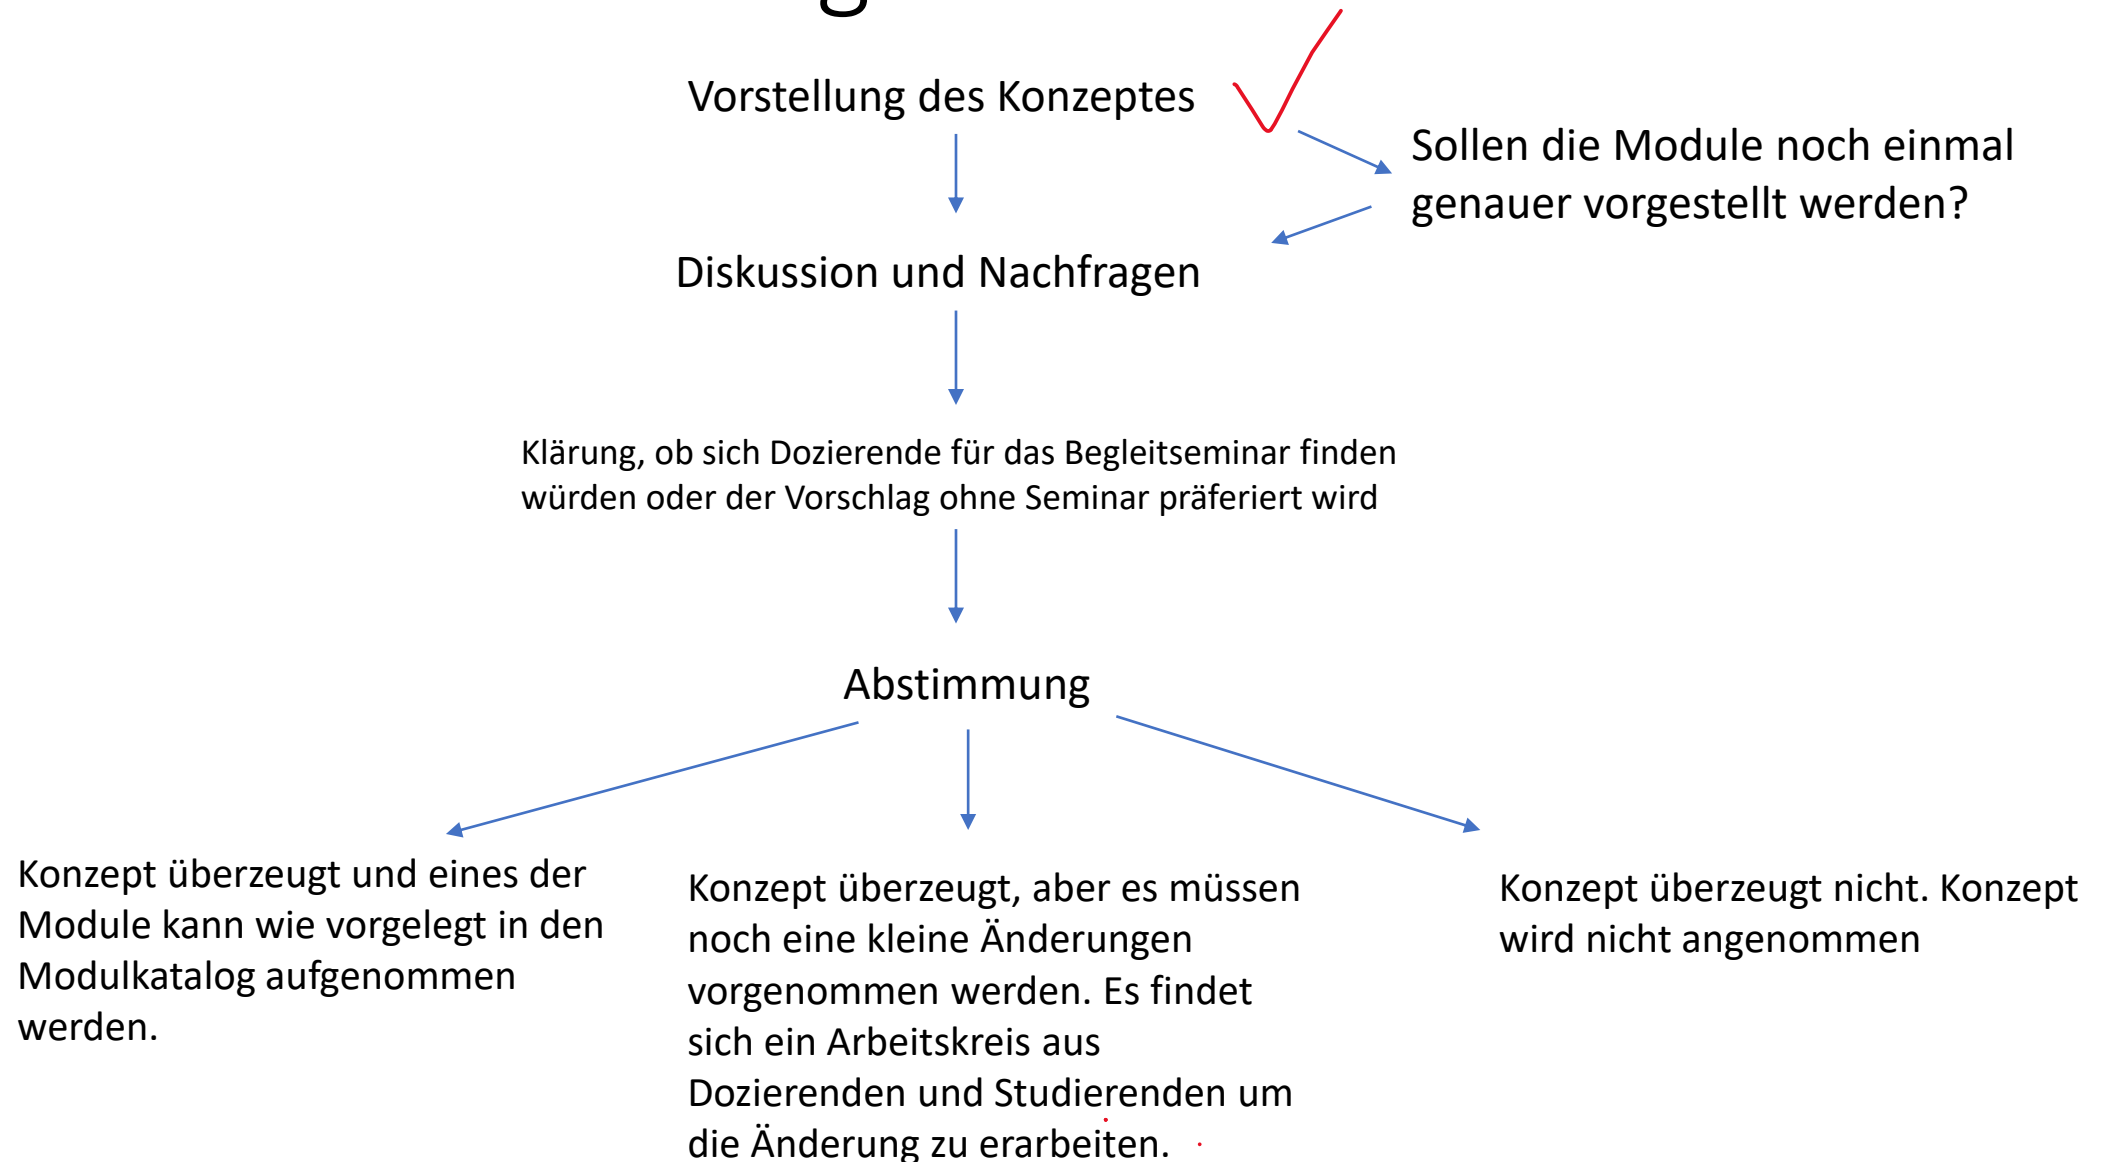 Vorstellung des Konzeptes
Sollen die Module noch einmal
genauer vorgestellt werden?
Diskussion und Nachfragen
Klärung, ob sich Dozierende für das Begleitseminar finden
würden oder der Vorschlag ohne Seminar präferiert wird
Abstimmung
Konzept überzeugt und eines der
Module kann wie vorgelegt in den
Modulkatalog aufgenommen
werden.
Konzept überzeugt, aber es müssen
noch eine kleine Änderungen
vorgenommen werden. Es findet
sich ein Arbeitskreis aus
Dozierenden und Studierenden um
die Änderung zu erarbeiten.
Konzept überzeugt nicht. Konzept
wird nicht angenommen